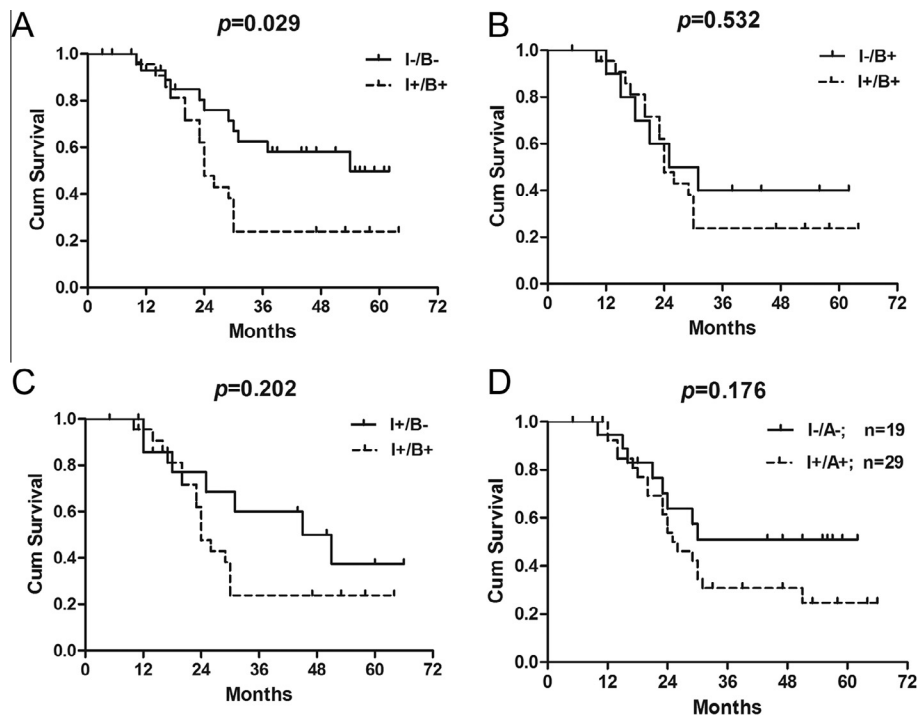 A
p=0.029
I-/B-
I+/B+
Cum Survival
1.0
0.8
0.6
0.4
0.2
0.0
0 12 24 36 48 60 72
Months
B
p=0.532
I-/B+
I+/B+
Cum Survival
1.0
0.8
0.6
0.4
0.2
0.0
0 12 24 36 48 60 72
Months
C
p=0.202
I+/B-
I+/B+
Cum Survival
1.0
0.8
0.6
0.4
0.2
0.0
0 12 24 36 48 60 72
Months
D
p=0.176
I-/A-; n=19
I+/A+; n=29
Cum Survival
1.0
0.8
0.6
0.4
0.2
0.0
0 12 24 36 48 60 72
Months